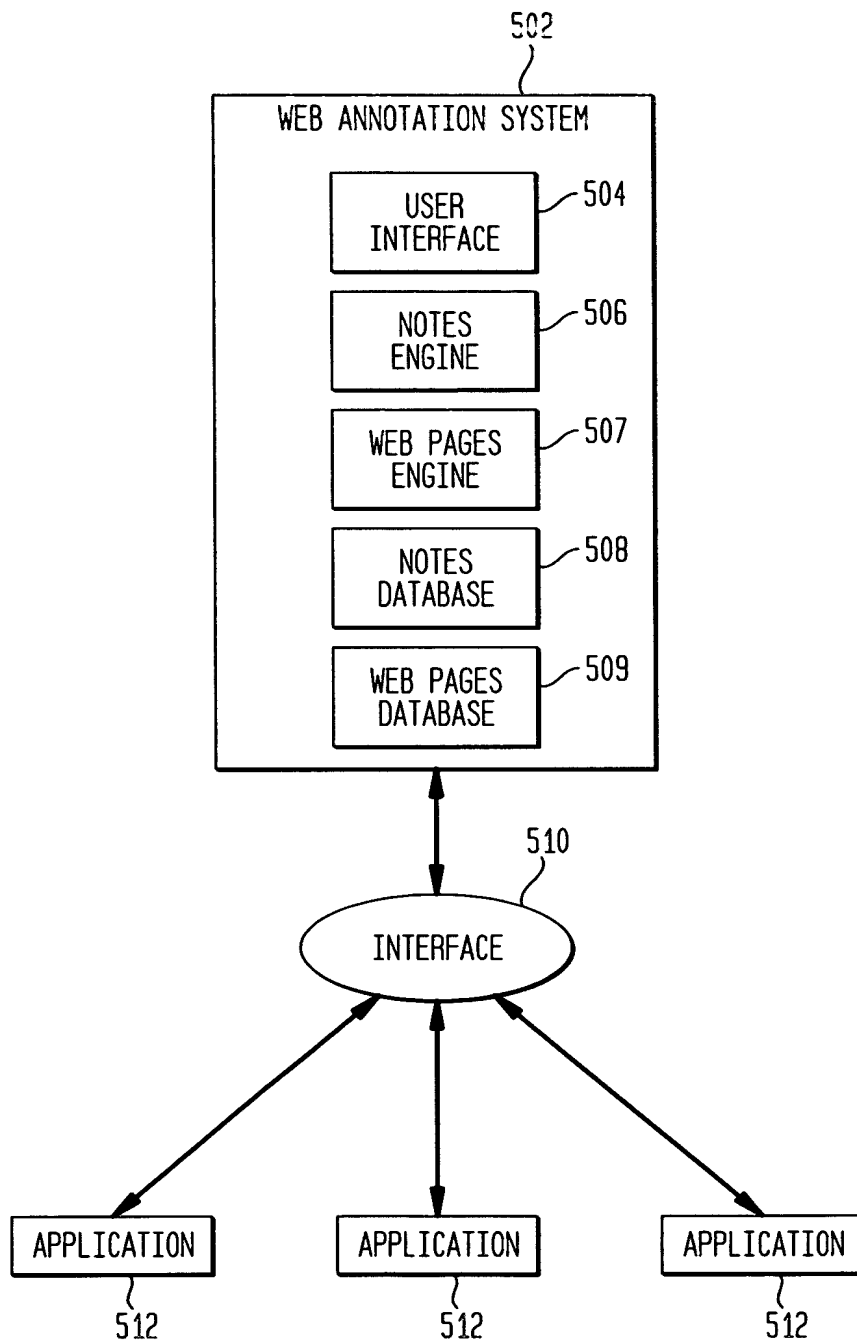 502
WEB ANNOTATION SYSTEM
USER
INTERFACE
504
NOTES
ENGINE
506
WEB PAGES
ENGINE
507
NOTES
DATABASE
508
WEB PAGES
DATABASE
509
510
INTERFACE
APPLICATION
APPLICATION
APPLICATION
512
512
512